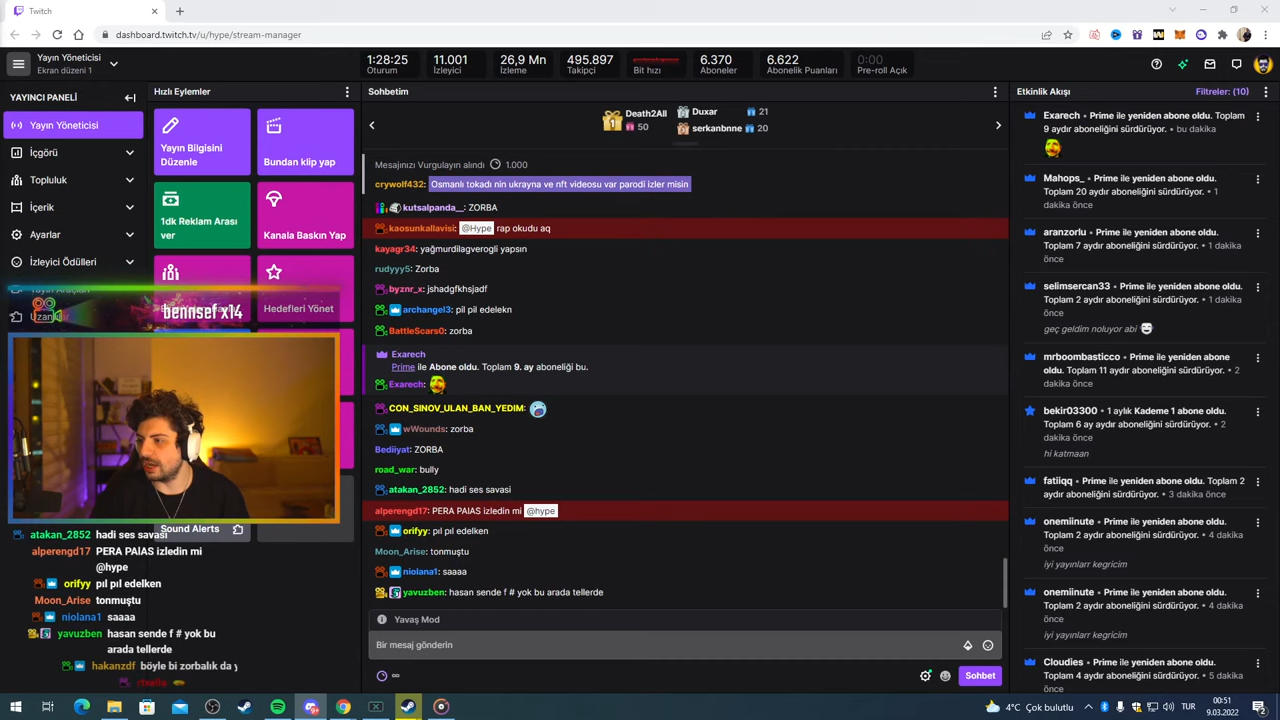 Twitch
dashboard.twitch.tv/u/hype/stream-manager
Yayın Yöneticisi
Ekran düzeni 1
1:28:25
Oturum
11.001
İzleyici
26,9 Mn
İzleme
495.897
Takipçi
Bit hızı
6.370
Aboneler
6.622
Abonelik Puanları
0:00
Pre-roll Açık
YAYINCI PANELİ
Yayın Yöneticisi
İçgörü
Topluluk
İçerik
Ayarlar
İzleyici Ödülleri
Yayın Araçları
Uzantılar
Hızlı Eylemler
Yayın Bilgisini
Düzenle
Bundan klip yap
1dk Reklam Arası
ver
Kanala Baskın Yap
Hedefleri Yönet
bennsef x14
Sound Alerts
atakan_2852 hadi ses savasi
alperengd17 PERA PAlAS izledin mi
@hype
orifyy pıl pıl edelken
Moon_Arise tonmuştu
niolana1 saaaa
yavuzben hasan sende f # yok bu
arada tellerde
hakanzdf böyle bi zorbalık da y
Sohbetim
Death2All
50
Duxar 21
serkanbnne 20
Mesajınızı Vurgulayın alındı 1.000
crywolf432: Osmanlı tokadı nin ukrayna ve nft videosu var parodi izler misin
kutsalpanda__: ZORBA
kaosunkallavisi: @Hype rap okudu aq
kayagr34: yağmurdilagverogli yapsın
rudyyy5: Zorba
byznr_x: jshadgfkhsjadf
archangel3: pıl pıl edelekn
BattleScars0: zorba
Exarech
Prime ile Abone oldu. Toplam 9. ay aboneliği bu.
Exarech:
CON_SINOV_ULAN_BAN_YEDIM:
wWounds: zorba
Bediiyat: ZORBA
road_war: bully
atakan_2852: hadi ses savasi
alperengd17: PERA PAlAS izledin mi @hype
orifyy: pıl pıl edelken
Moon_Arise: tonmuştu
niolana1: saaaa
yavuzben: hasan sende f # yok bu arada tellerde
Yavaş Mod
Bir mesaj gönderin
∞
Sohbet
Etkinlik Akışı
Filtreler: (10)
Exarech • Prime ile yeniden abone oldu. Toplam
9 aydır aboneliğini sürdürüyor. • bu dakika
Mahops_ • Prime ile yeniden abone oldu.
Toplam 20 aydır aboneliğini sürdürüyor. • 1
dakika önce
aranzorlu • Prime ile yeniden abone oldu.
Toplam 7 aydır aboneliğini sürdürüyor. • 1 dakika
önce
selimsercan33 • Prime ile yeniden abone oldu.
Toplam 2 aydır aboneliğini sürdürüyor. • 1 dakika
önce
geç geldim noluyor abi
mrboombasticco • Prime ile yeniden abone
oldu. Toplam 11 aydır aboneliğini sürdürüyor. • 2
dakika önce
bekir03300 • 1 aylık Kademe 1 abone oldu.
Toplam 6 ay aydır aboneliğini sürdürüyor. • 2
dakika önce
hi katmaan
fatiiqq • Prime ile yeniden abone oldu. Toplam 2
aydır aboneliğini sürdürüyor. • 3 dakika önce
onemiinute • Prime ile yeniden abone oldu.
Toplam 2 aydır aboneliğini sürdürüyor. • 4 dakika
önce
iyi yayınlarr kegricim
onemiinute • Prime ile yeniden abone oldu.
Toplam 2 aydır aboneliğini sürdürüyor. • 4 dakika
önce
iyi yayınlarr kegricim
Cloudies • Prime ile yeniden abone oldu.
Toplam 4 aydır aboneliğini sürdürüyor. • 5 dakika
önce
4°C Çok bulutlu
TUR
00:51
9.03.2022
2